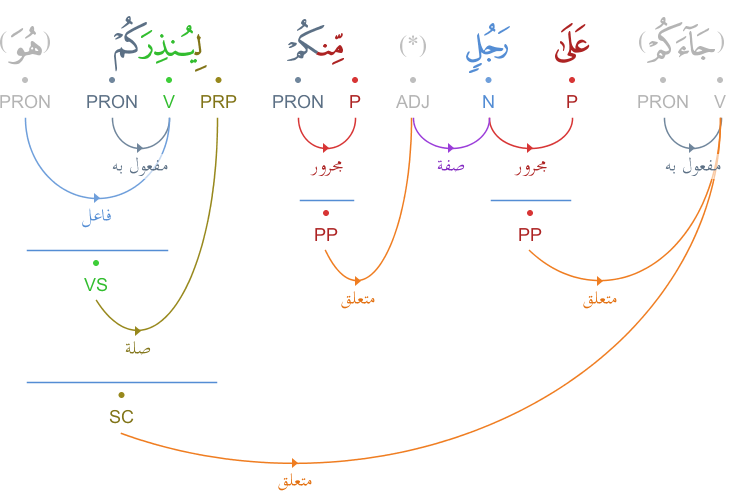 (جَآءَكُمْ) عَلَىٰ رَجُلٍ (*) مِّنكُمْ لِيُنذِرَكُمْ (هُوَ)
PRON PRON V PRP PRON P ADJ N P PRON V
مفعول به مجرور صفة مجرور مفعول به
فاعل
PP PP
VS
متعلق متعلق
صلة
SC
متعلق